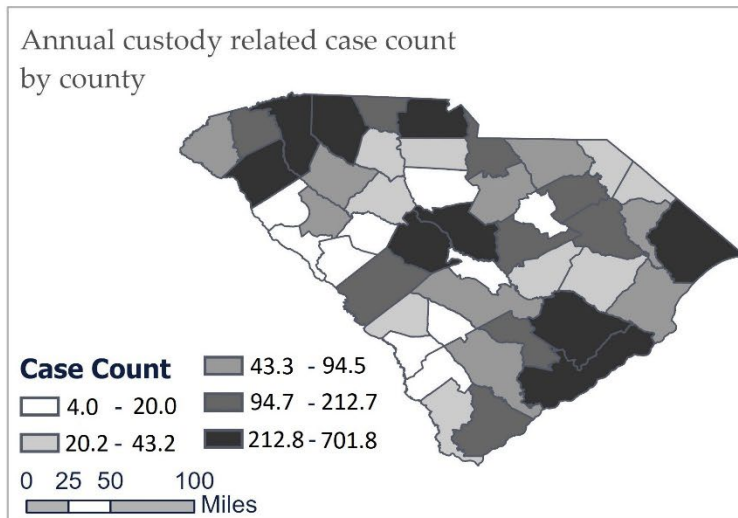 Annual custody related case count
by county
Case Count
4.0 - 20.0
20.2 - 43.2
43.3 - 94.5
94.7 - 212.7
212.8 - 701.8
0 25 50 100
Miles